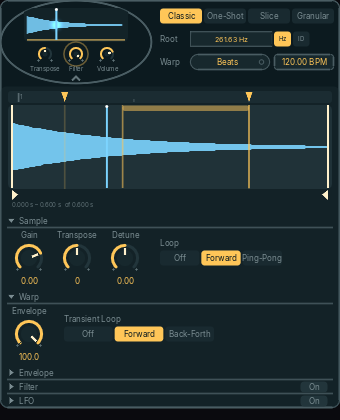 Classic One-Shot Slice Granular
Root 261.63 Hz Hz
Transpose Filter Volume
Warp Beats 120.00 BPM
0.000 s - 0.600 s of 0.600 s
Sample
Gain Transpose Detune
Loop
Off Forward Ping-Pong
0.00 0 0.00
Warp
Envelope
Transient Loop
Off Forward Back-Forth
100.0
Envelope
Filter On
LFO On